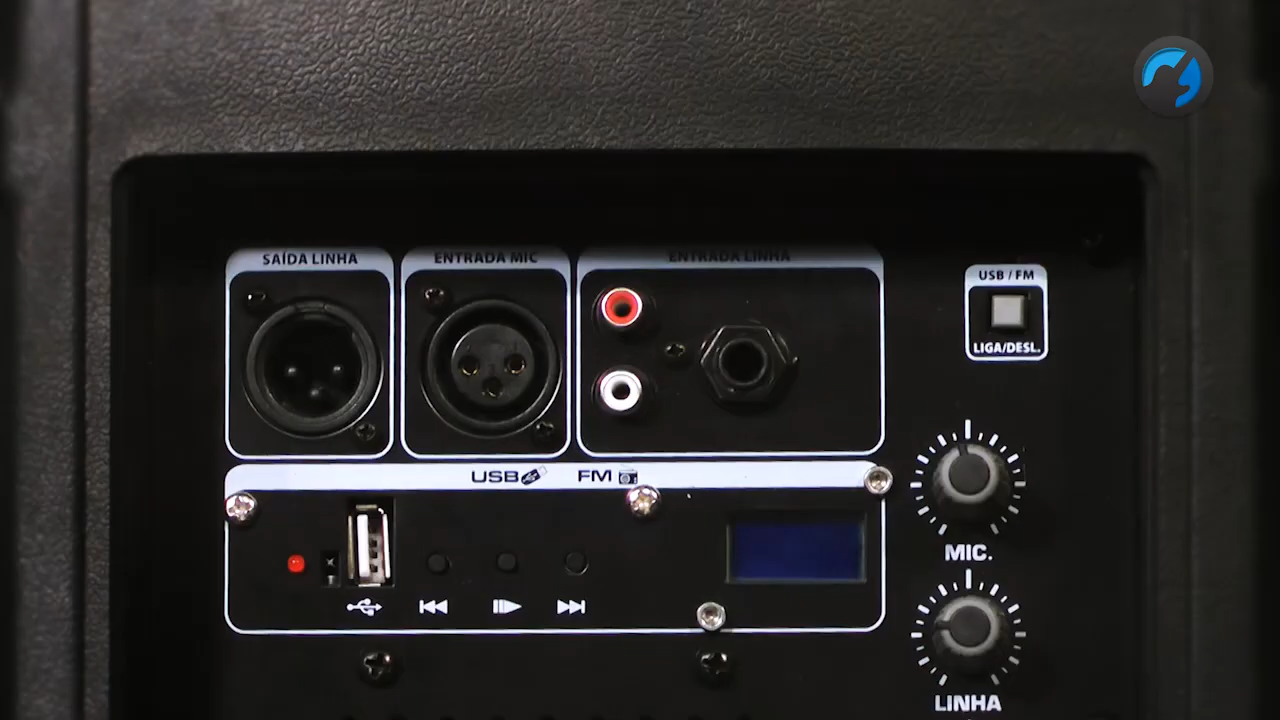 SAÍDA LINHA
ENTRADA MIC
ENTRADA LINHA
USB / FM
LIGA/DESL.
USB FM
MIC.
LINHA